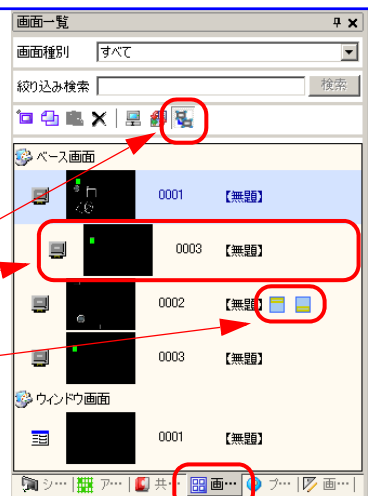 画面一覧
画面種別 すべて
絞り込み検索 検索
ベース画面
0001 【無題】
0003 【無題】
0002 【無題】
0003 【無題】
ウィンドウ画面
0001 【無題】
シ… ア… 共… 画… プ… 画…